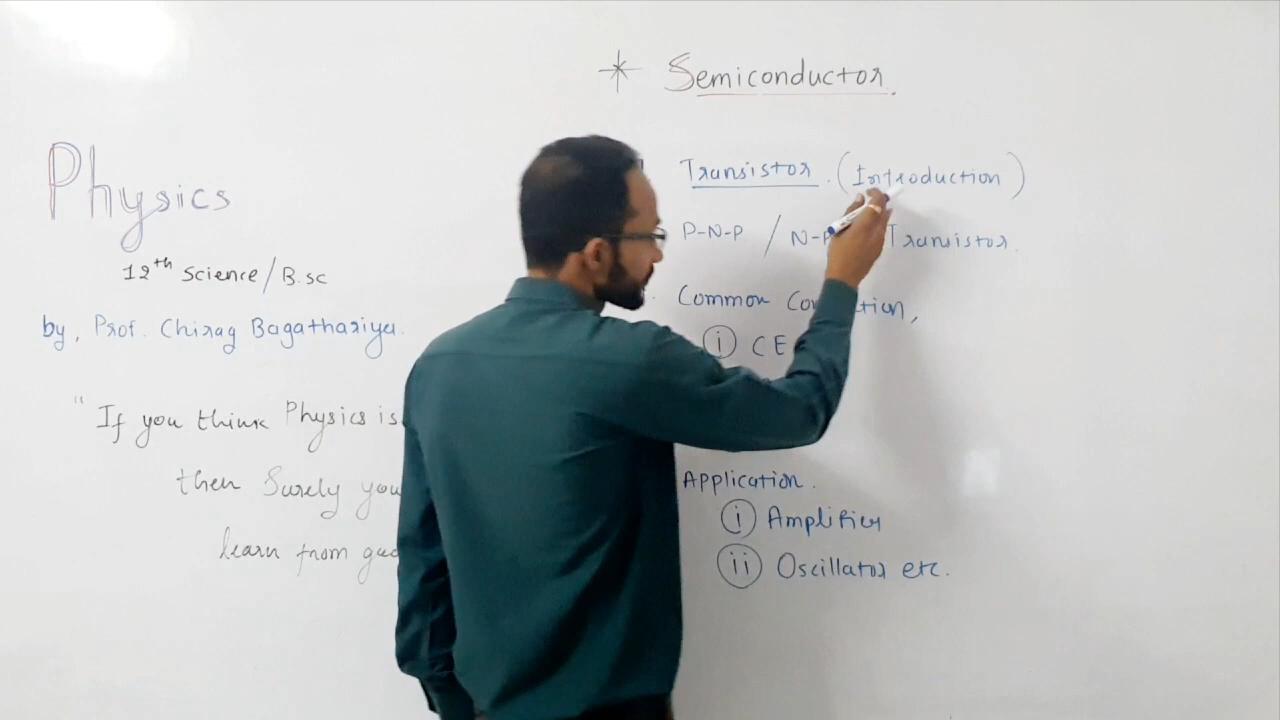 * Semiconductor.
Physics
12th Science / B.sc
by, Prof. Chirag Bagathariya.
" If you think Physics is
then Surely you
learn from
Transistor. (Introduction)
P-N-P / N-P Transistor.
Common
(i) CE
Application.
(i) Amplifier
(ii) Oscillator etc.